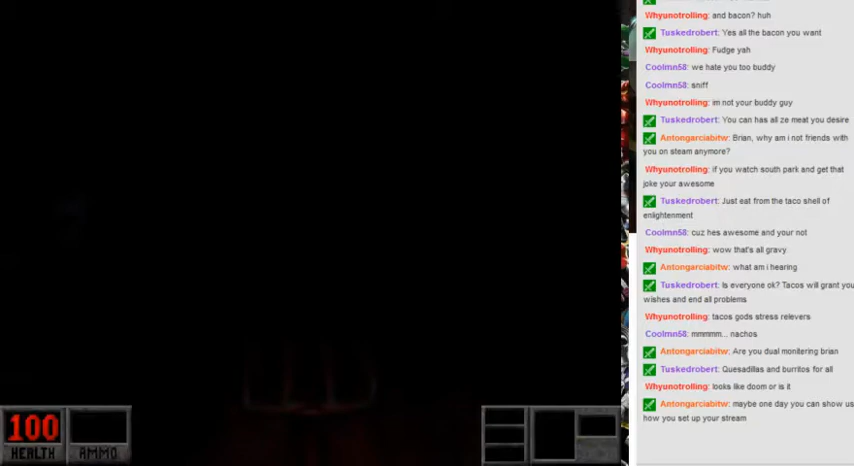 Whyunotrolling: and bacon? huh
Tuskedrobert: Yes all the bacon you want
Whyunotrolling: Fudge yah
Coolmn58: we hate you too buddy
Coolmn58: sniff
Whyunotrolling: im not your buddy guy
Tuskedrobert: You can has all ze meat you desire
Antongarciabitw: Brian, why am i not friends with
you on steam anymore?
Whyunotrolling: if you watch south park and get that
joke your awesome
Tuskedrobert: Just eat from the taco shell of
enlightenment
Coolmn58: cuz hes awesome and your not
Whyunotrolling: wow that's all gravy
Antongarciabitw: what am i hearing
Tuskedrobert: Is everyone ok? Tacos will grant you
wishes and end all problems
Whyunotrolling: tacos gods stress relevers
Coolmn58: mmmmm... nachos
Antongarciabitw: Are you dual monitering brian
Tuskedrobert: Quesadillas and burritos for all
Whyunotrolling: looks like doom or is it
Antongarciabitw: maybe one day you can show us
how you set up your stream
100
HEALTH
AMMO